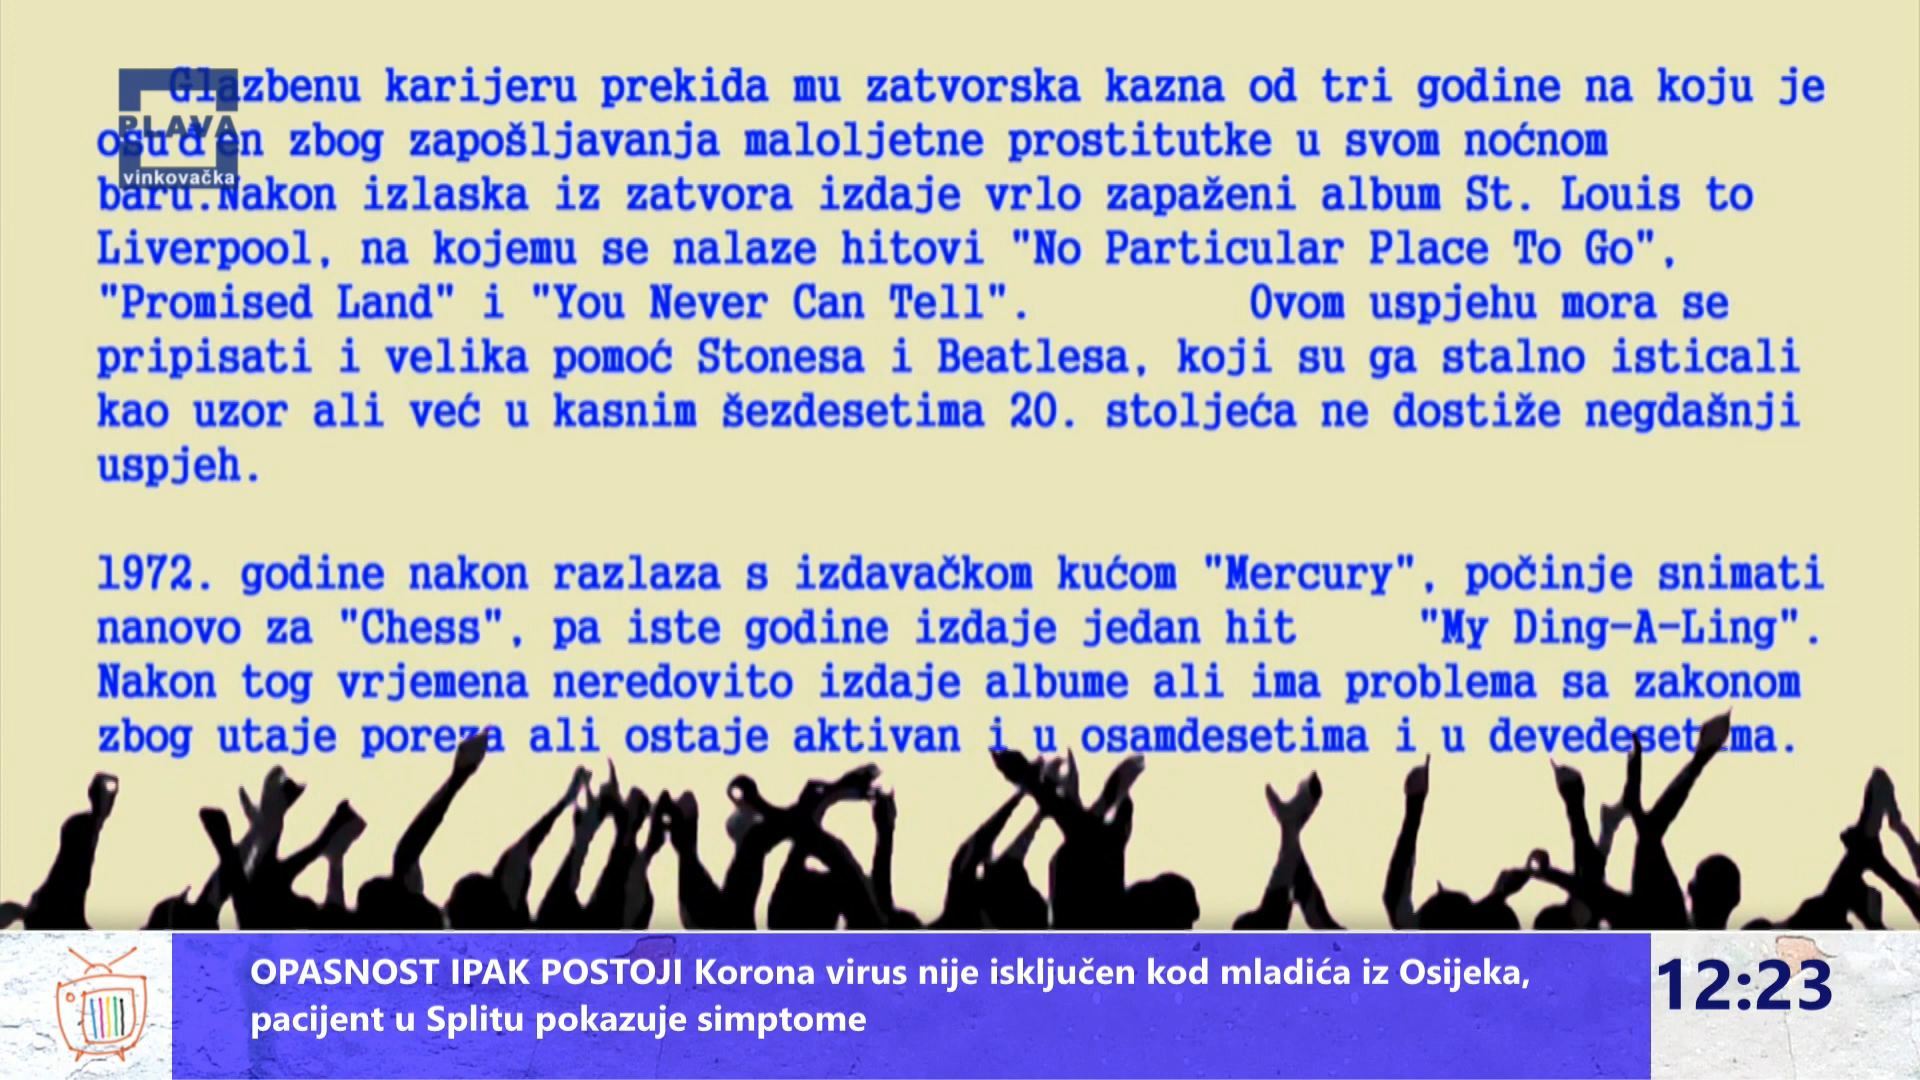 Glazbenu karijeru prekida mu zatvorska kazna od tri godine na koju je
osuđen zbog zapošljavanja maloljetne prostitutke u svom noćnom
baru.Nakon izlaska iz zatvora izdaje vrlo zapaženi album St. Louis to
Liverpool, na kojemu se nalaze hitovi "No Particular Place To Go",
"Promised Land" i "You Never Can Tell". Ovom uspjehu mora se
pripisati i velika pomoć Stonesa i Beatlesa, koji su ga stalno isticali
kao uzor ali već u kasnim šezdesetima 20. stoljeća ne dostiže negdašnji
uspjeh.
1972. godine nakon razlaza s izdavačkom kućom "Mercury", počinje snimati
nanovo za "Chess", pa iste godine izdaje jedan hit "My Ding-A-Ling".
Nakon tog vrjemena neredovito izdaje albume ali ima problema sa zakonom
zbog utaje poreza ali ostaje aktivan i u osamdesetima i u devedesetima.
PLAVA
vinkovačka
OPASNOST IPAK POSTOJI Korona virus nije isključen kod mladića iz Osijeka,
pacijent u Splitu pokazuje simptome
12:23